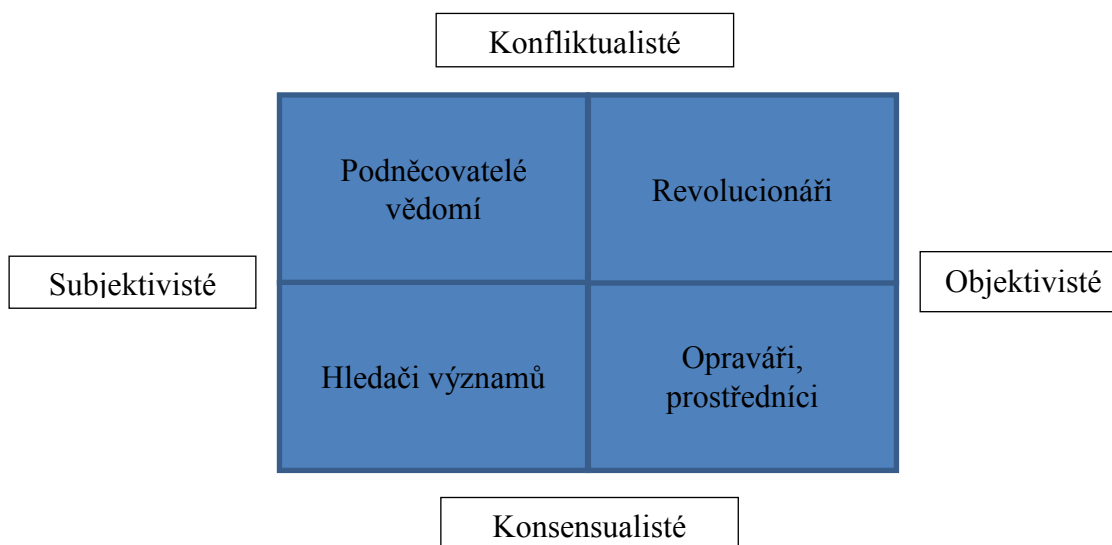 Konfliktualisté
Podněcovatelé
vědomí
Revolucionáři
Subjektivisté
Objektivisté
Hledači významů
Opraváři,
prostředníci
Konsensualisté